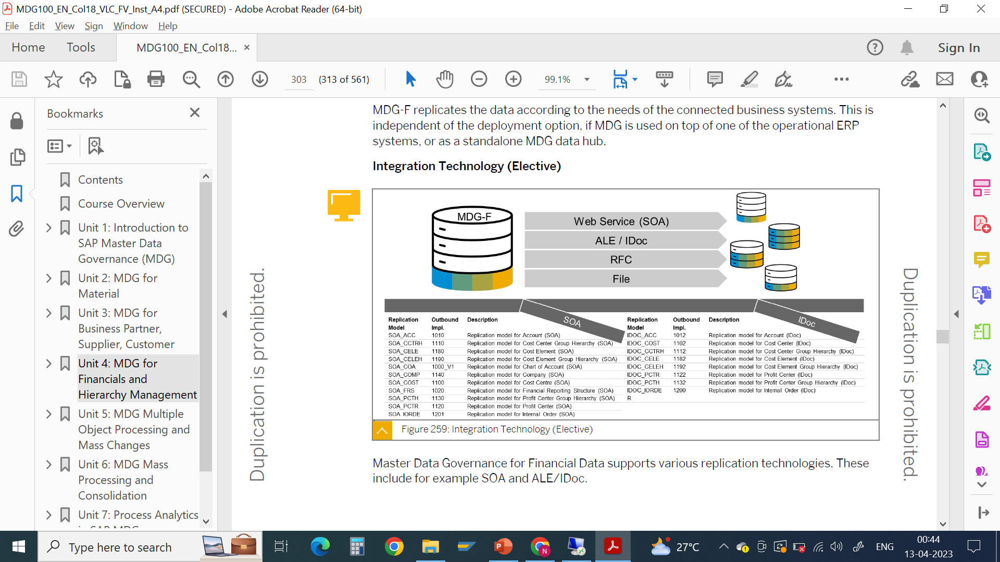 MDG100_EN_Col18_VLC_FV_Inst_A4.pdf (SECURED) - Adobe Acrobat Reader (64-bit)
File Edit View Sign Window Help
Home Tools MDG100_EN_Col18... × Sign In
303 (313 of 561) 99.1%
Bookmarks
Contents
Course Overview
Unit 1: Introduction to
SAP Master Data
Governance (MDG)
Unit 2: MDG for
Material
Unit 3: MDG for
Business Partner,
Supplier, Customer
Unit 4: MDG for
Financials and
Hierarchy Management
Unit 5: MDG Multiple
Object Processing and
Mass Changes
Unit 6: MDG Mass
Processing and
Consolidation
Unit 7: Process Analytics
Duplication is prohibited.
MDG-F replicates the data according to the needs of the connected business systems. This is
independent of the deployment option, if MDG is used on top of one of the operational ERP
systems, or as a standalone MDG data hub.
Integration Technology (Elective)
MDG-F
Web Service (SOA)
ALE / IDoc
RFC
File
SOA
Replication Outbound Description
Model Impl.
SOA_ACC 1010 Replication model for Account (SOA)
SOA_CCTRH 1110 Replication model for Cost Center Group Hierarchy (SOA)
SOA_CELE 1180 Replication model for Cost Element (SOA)
SOA_CELEH 1190 Replication model for Cost Element Group Hierarchy (SOA)
SOA_COA 1000_V1 Replication model for Chart of Account (SOA)
SOA_COMP 1140 Replication model for Company (SOA)
SOA_COST 1100 Replication model for Cost Centre (SOA)
SOA_FRS 1020 Replication model for Financial Reporting Structure (SOA)
SOA_PCTH 1130 Replication model for Profit Center Group Hierarchy (SOA)
SOA_PCTR 1120 Replication model for Profit Center (SOA)
SOA_IORDE 1201 Replication model for Internal Order (SOA)
IDoc
Replication Outbound Description
Model Impl.
IDOC_ACC 1012 Replication model for Account (IDoc)
IDOC_COST 1102 Replication model for Cost Center (IDoc)
IDOC_CCTRH 1112 Replication model for Cost Center Group Hierarchy (IDoc)
IDOC_CELE 1182 Replication model for Cost Element (IDoc)
IDOC_CELEH 1192 Replication model for Cost Element Group Hierarchy (IDoc)
IDOC_PCTR 1122 Replication model for Profit Center (IDoc)
IDOC_PCTH 1132 Replication model for Profit Center Group Hierarchy (IDoc)
IDOC_IORDE 1200 Replication model for Internal Order (IDoc)
R
Figure 259: Integration Technology (Elective)
Master Data Governance for Financial Data supports various replication technologies. These
include for example SOA and ALE/IDoc.
Duplication is prohibited.
Type here to search
27°C
ENG
00:44
13-04-2023